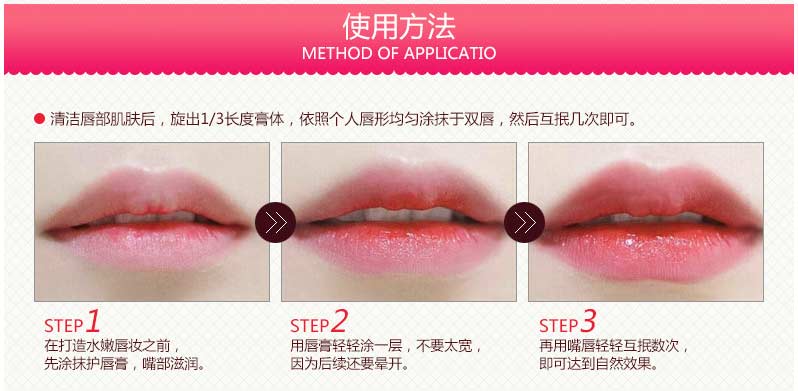 使用方法
METHOD OF APPLICATIO
清洁唇部肌肤后，旋出1/3长度膏体，依照个人唇形均匀涂抹于双唇，然后互抿几次即可。
STEP1
在打造水嫩唇妆之前，
先涂抹护唇膏，嘴部滋润。
STEP2
用唇膏轻轻涂一层，不要太宽，
因为后续还要晕开。
STEP3
再用嘴唇轻轻互抿数次，
即可达到自然效果。